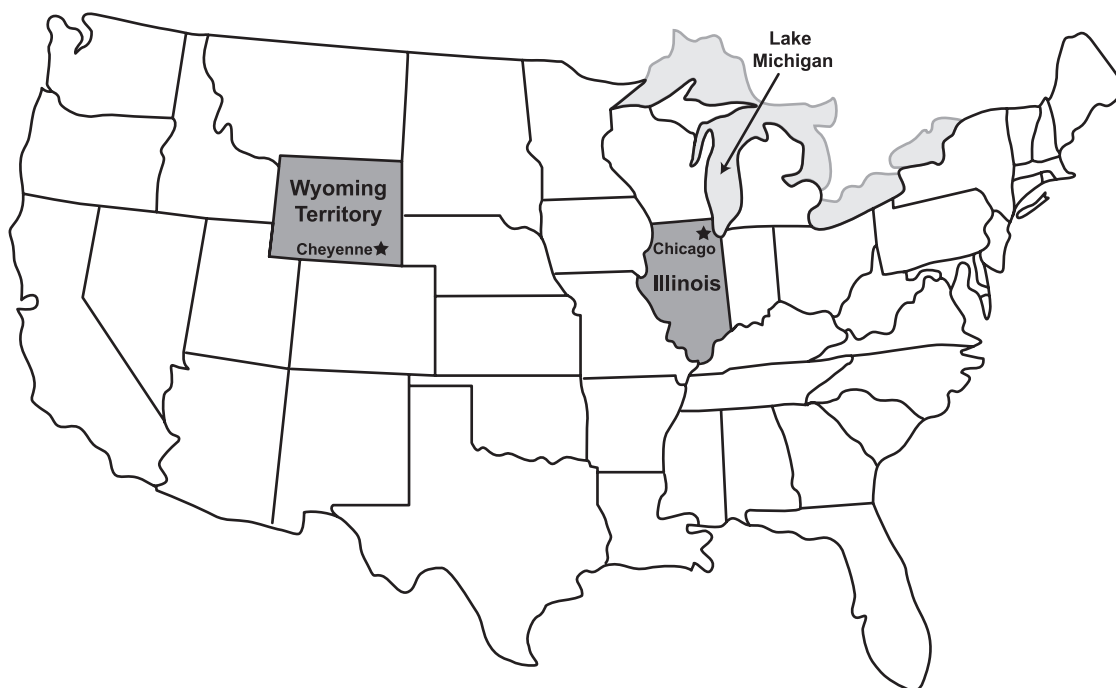 Lake
Michigan
Wyoming
Territory
Cheyenne
Chicago
Illinois